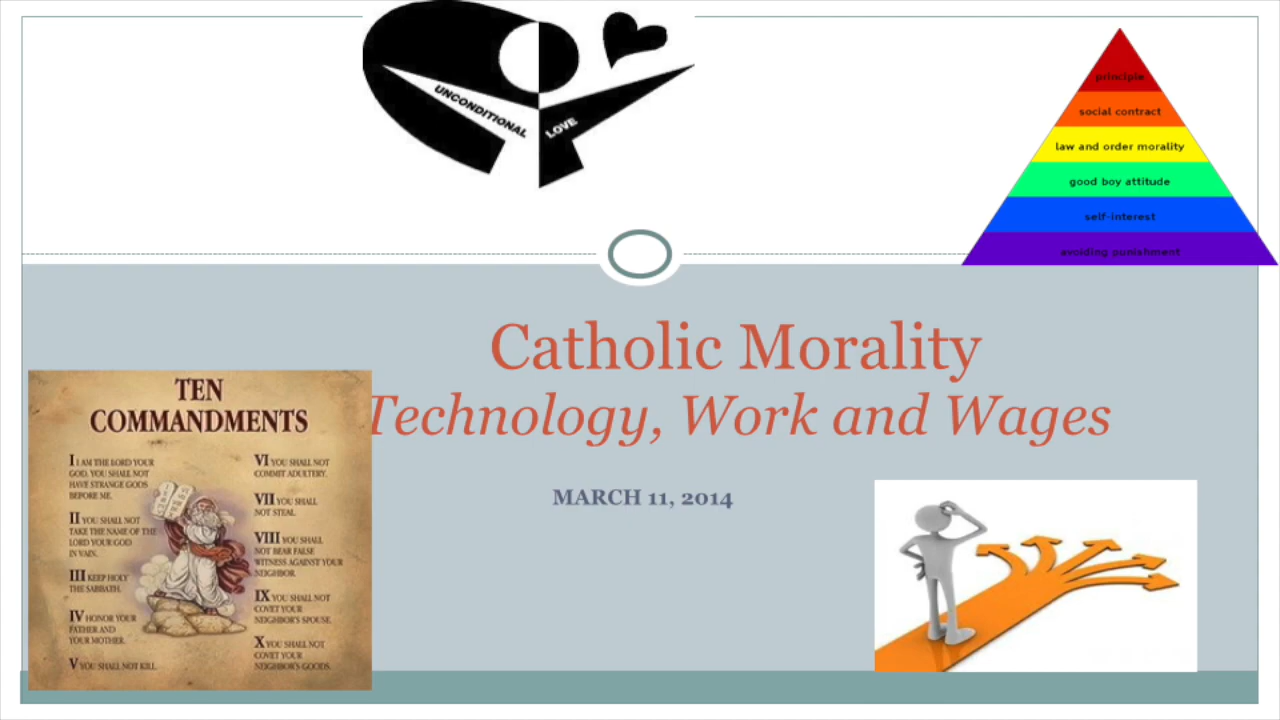 UNCONDITIONAL
LOVE
principle
social contract
law and order morality
good boy attitude
self-interest
avoiding punishment
Catholic Morality
Technology, Work and Wages
MARCH 11, 2014
TEN
COMMANDMENTS
I I AM THE LORD YOUR
GOD. YOU SHALL NOT
HAVE STRANGE GODS
BEFORE ME.
II YOU SHALL NOT
TAKE THE NAME OF THE
LORD YOUR GOD
IN VAIN.
III KEEP HOLY
THE SABBATH.
IV HONOR YOUR
FATHER AND
YOUR MOTHER.
V YOU SHALL NOT KILL.
VI YOU SHALL NOT
COMMIT ADULTERY.
VII YOU SHALL
NOT STEAL.
VIII YOU SHALL
NOT BEAR FALSE
WITNESS AGAINST YOUR
NEIGHBOR.
IX YOU SHALL NOT
COVET YOUR
NEIGHBOR'S SPOUSE.
X YOU SHALL NOT
COVET YOUR
NEIGHBOR'S GOODS.